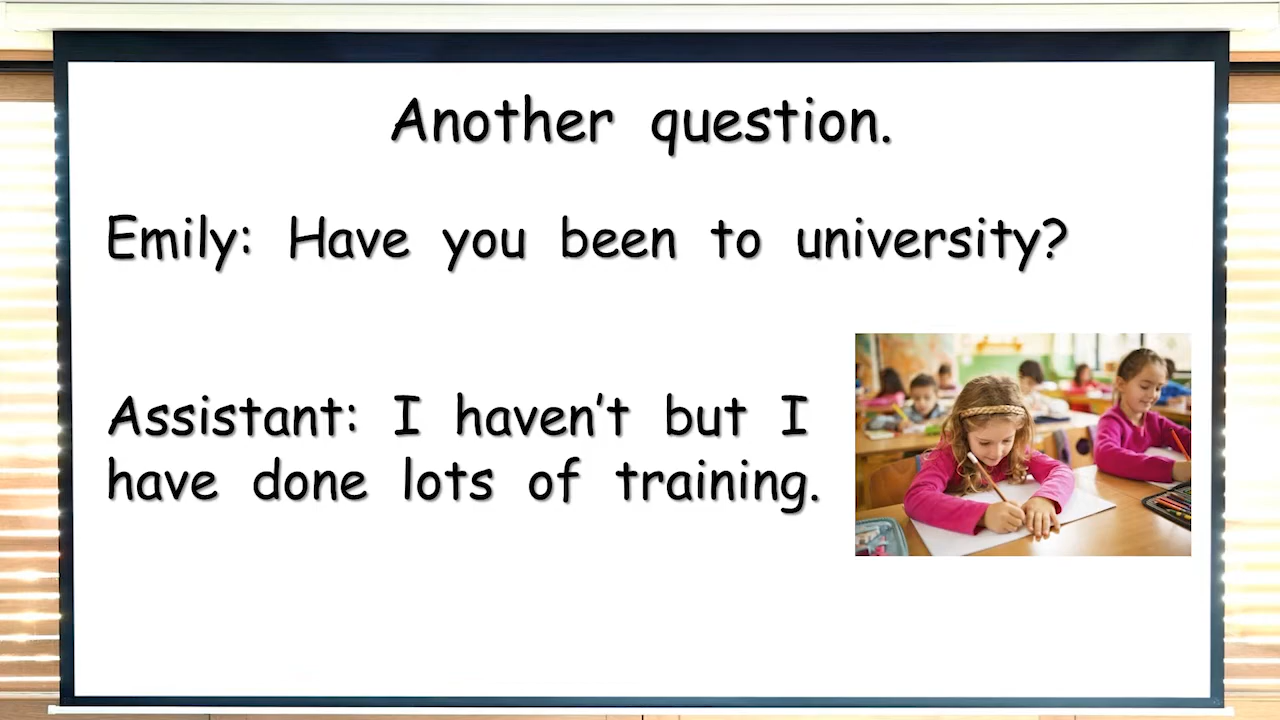 Another question.
Emily: Have you been to university?
Assistant: I haven’t but I
have done lots of training.